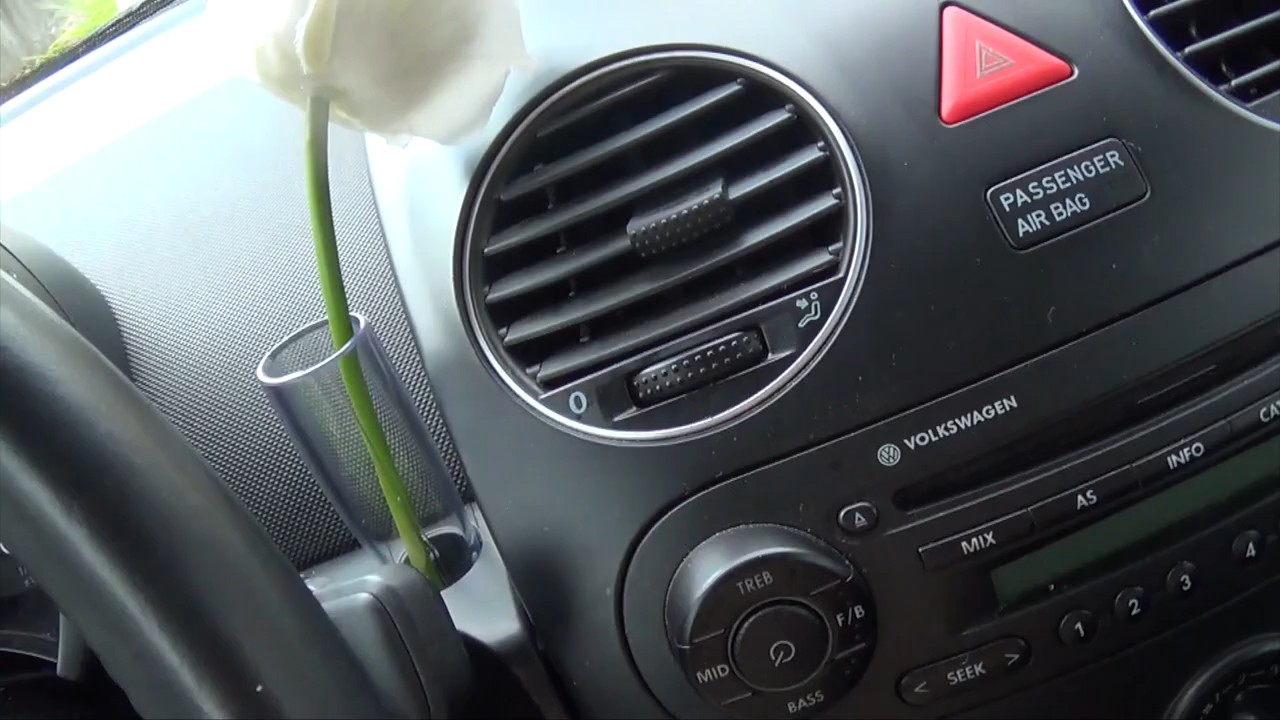 PASSENGER
AIR BAG
0
VOLKSWAGEN
INFO
AS
MIX
TREB
F/B
MID
BASS
1
2
3
4
< SEEK >